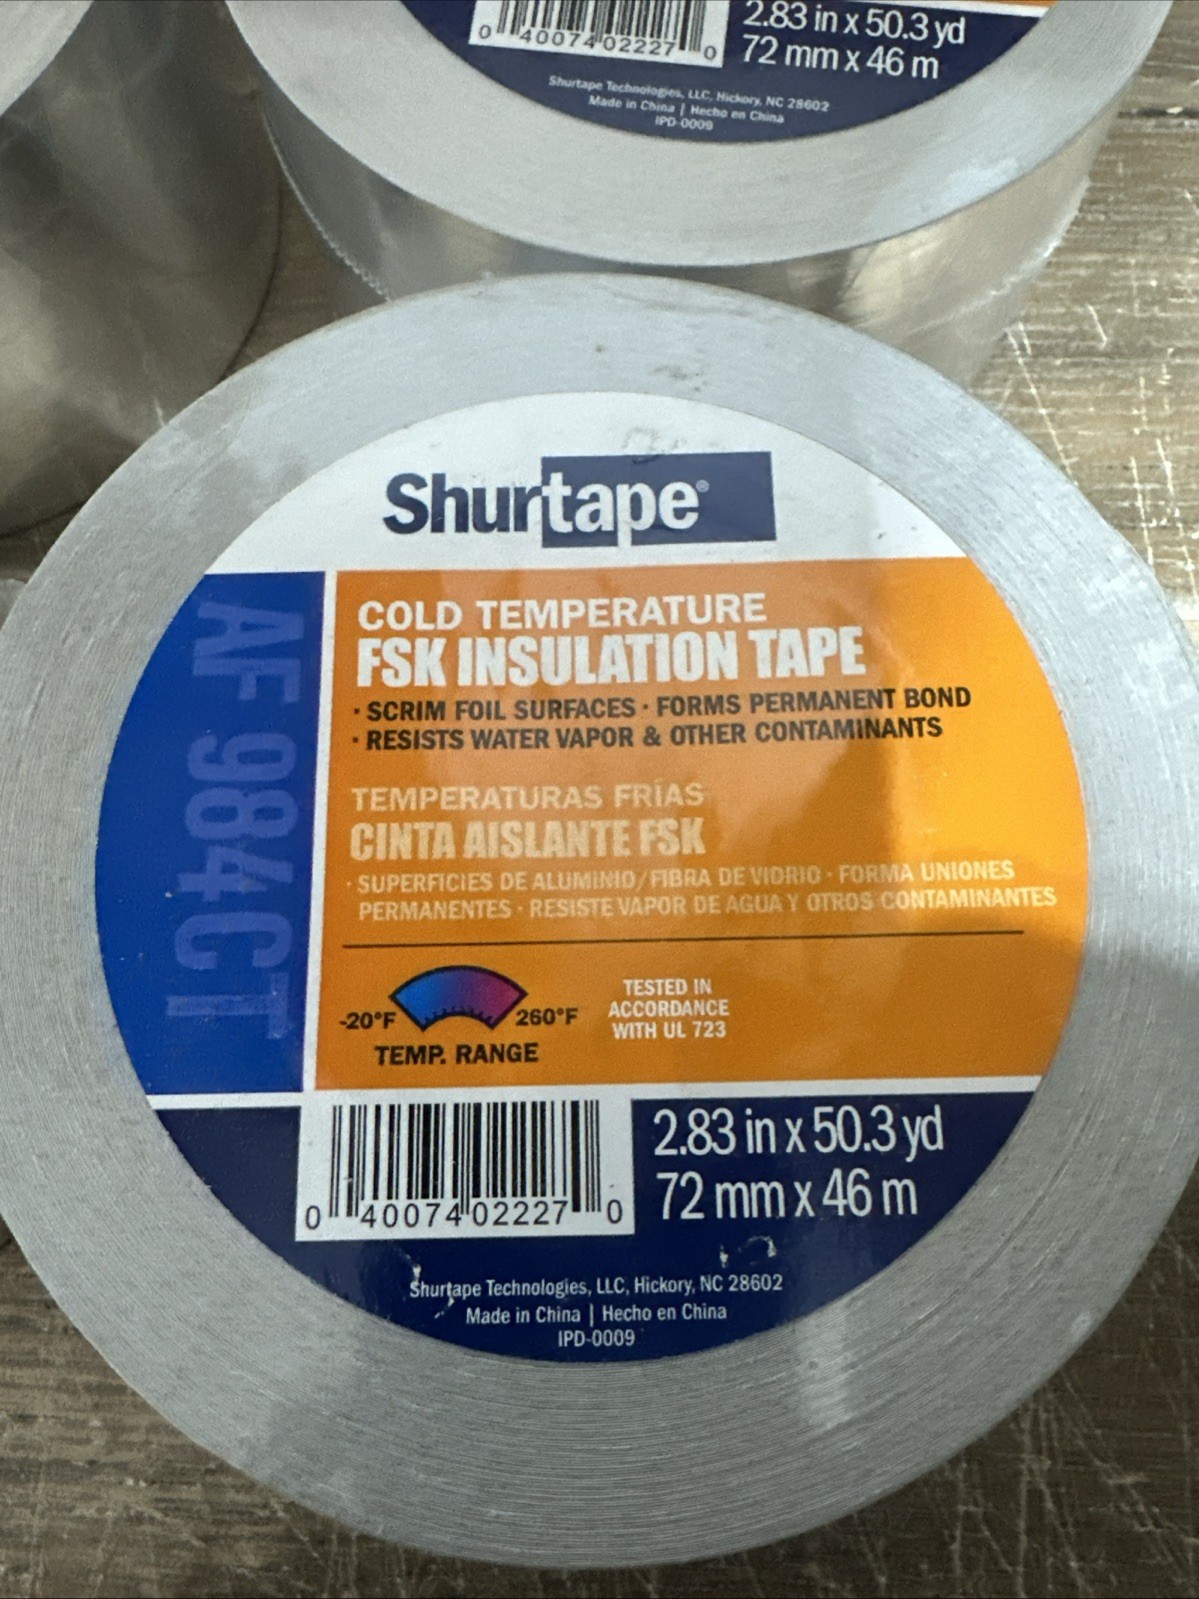 2.83 in x 50.3 yd
0 40074 02227 0
72 mm x 46 m
Shurtape Technologies, LLC, Hickory, NC 28602
Made in China | Hecho en China
IPD-0009
Shurtape®
AF 984CT
COLD TEMPERATURE
FSK INSULATION TAPE
· SCRIM FOIL SURFACES · FORMS PERMANENT BOND
· RESISTS WATER VAPOR & OTHER CONTAMINANTS
TEMPERATURAS FRÍAS
CINTA AISLANTE FSK
· SUPERFICIES DE ALUMINIO/FIBRA DE VIDRIO · FORMA UNIONES
PERMANENTES · RESISTE VAPOR DE AGUA Y OTROS CONTAMINANTES
-20°F 260°F
TEMP. RANGE
TESTED IN
ACCORDANCE
WITH UL 723
0 40074 02227 0
2.83 in x 50.3 yd
72 mm x 46 m
Shurtape Technologies, LLC, Hickory, NC 28602
Made in China | Hecho en China
IPD-0009